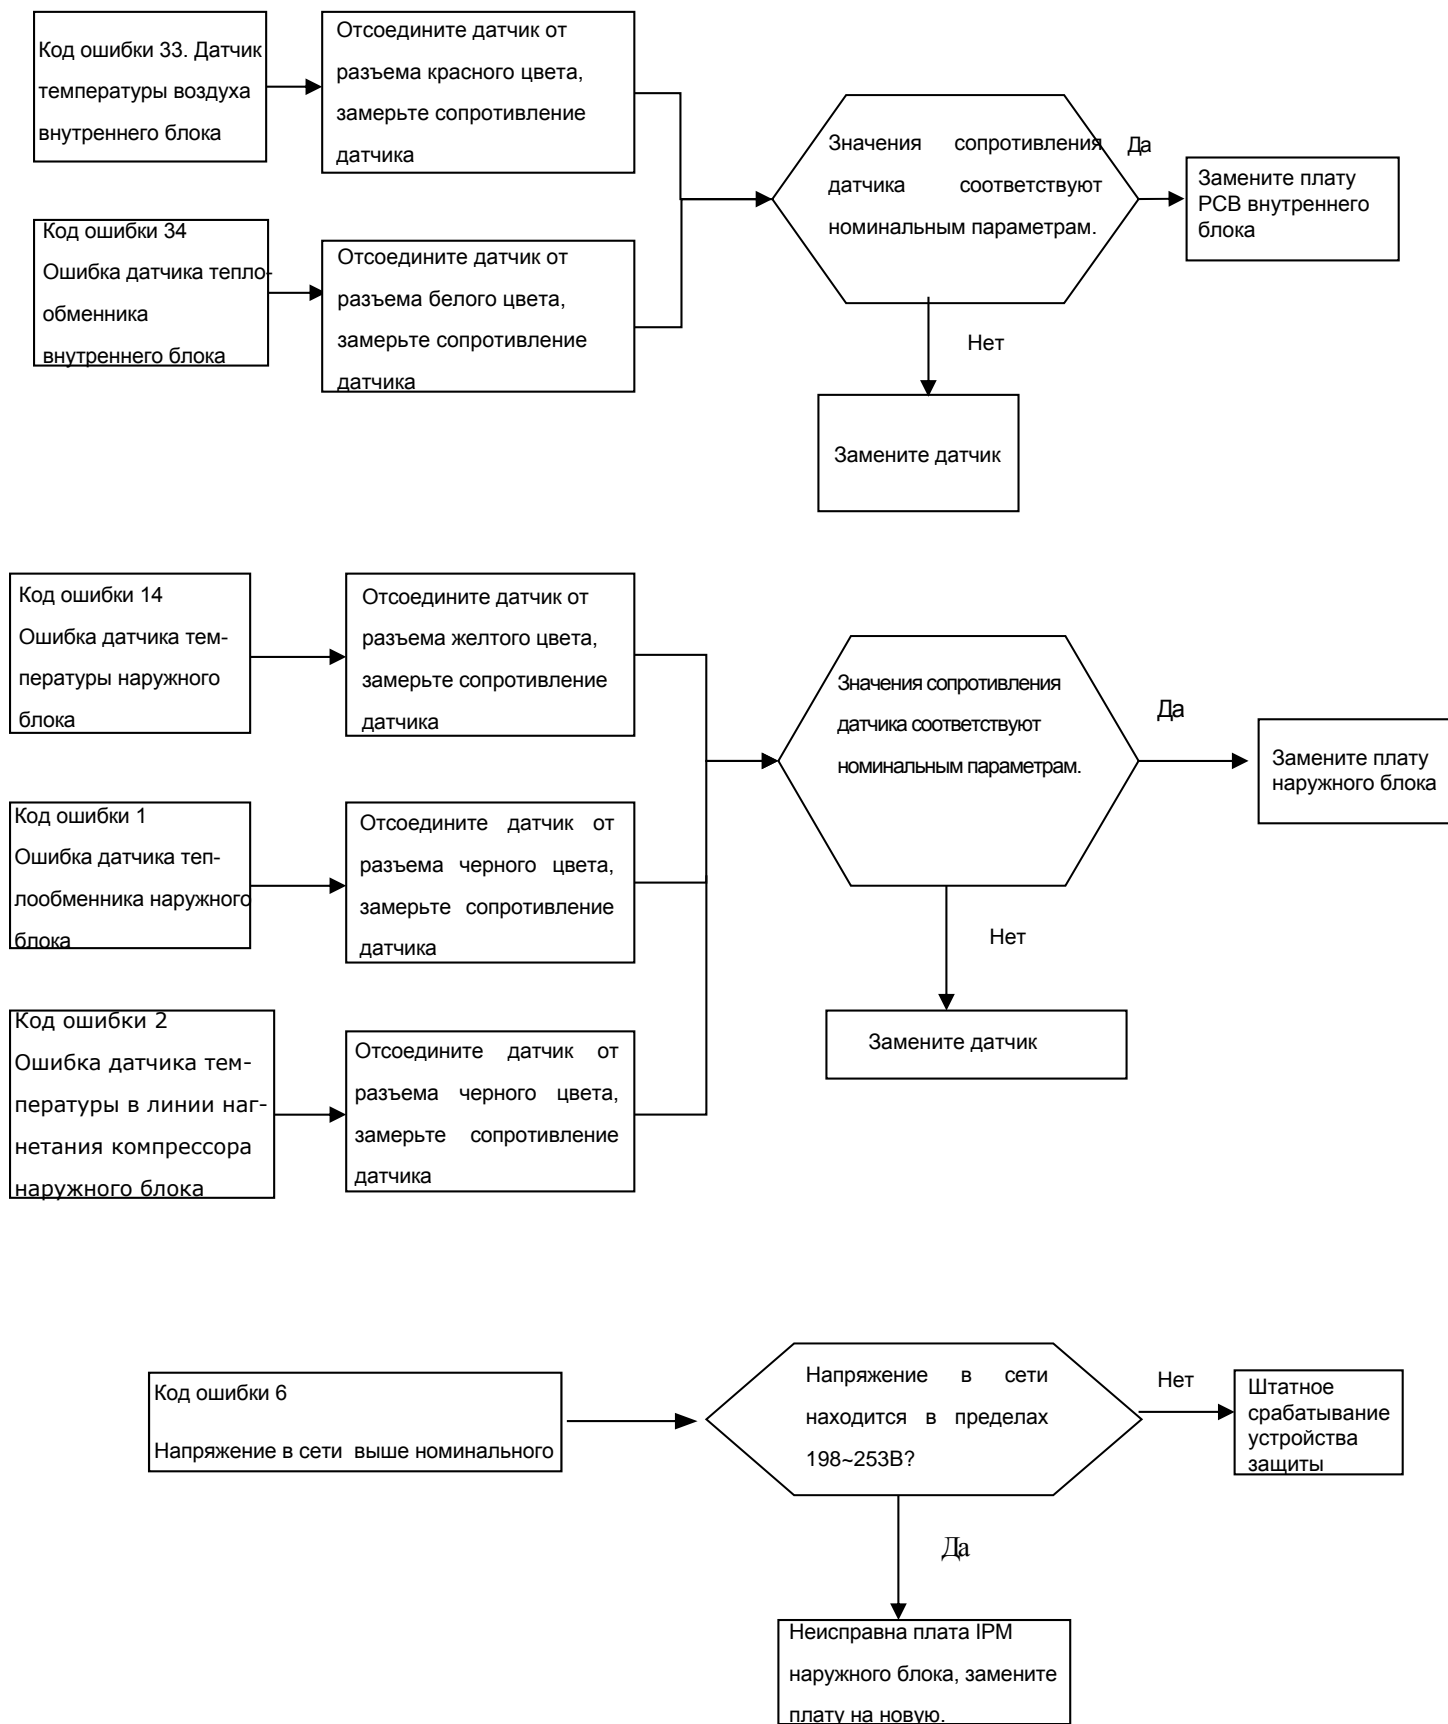 Код ошибки 33. Датчик
температуры воздуха
внутреннего блока
Отсоедините датчик от
разъема красного цвета,
замерьте сопротивление
датчика
Код ошибки 34
Ошибка датчика тепло-
обменника
внутреннего блока
Отсоедините датчик от
разъема белого цвета,
замерьте сопротивление
датчика
Значения сопротивления
датчика соответствуют
номинальным параметрам.
Да
Замените плату
PCB внутреннего
блока
Нет
Замените датчик
Код ошибки 14
Ошибка датчика тем-
пературы наружного
блока
Отсоедините датчик от
разъема желтого цвета,
замерьте сопротивление
датчика
Код ошибки 1
Ошибка датчика теп-
лообменника наружного
блока
Отсоедините датчик от
разъема черного цвета,
замерьте сопротивление
датчика
Код ошибки 2
Ошибка датчика тем-
пературы в линии наг-
нетания компрессора
наружного блока
Отсоедините датчик от
разъема черного цвета,
замерьте сопротивление
датчика
Значения сопротивления
датчика соответствуют
номинальным параметрам.
Да
Замените плату
наружного блока
Нет
Замените датчик
Код ошибки 6
Напряжение в сети выше номинального
Напряжение в сети
находится в пределах
198~253В?
Нет
Штатное
срабатывание
устройства
защиты
Да
Неисправна плата IPM
наружного блока, замените
плату на новую.